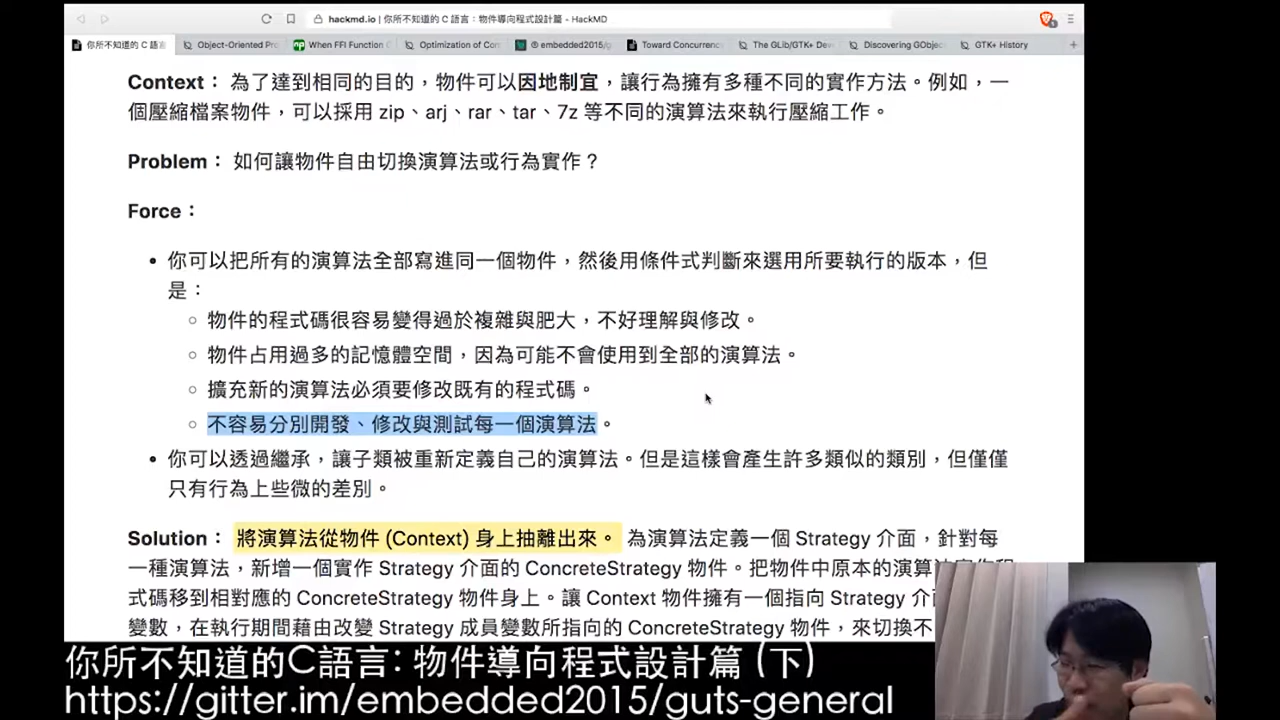 hackmd.io | 你所不知道的 C 語言：物件導向程式設計篇 - HackMD
你所不知道的 C 語言
Object-Oriented Pro
When FFI Function C
Optimization of Con
embedded2015/g
Toward Concurrenc
The GLib/GTK+ Dev
Discovering GObjec
GTK+ History
Context： 為了達到相同的目的，物件可以因地制宜，讓行為擁有多種不同的實作方法。例如，一
個壓縮檔案物件，可以採用 zip、arj、rar、tar、7z 等不同的演算法來執行壓縮工作。
Problem： 如何讓物件自由切換演算法或行為實作？
Force：
• 你可以把所有的演算法全部寫進同一個物件，然後用條件式判斷來選用所要執行的版本，但
是：
○ 物件的程式碼很容易變得過於複雜與肥大，不好理解與修改。
○ 物件占用過多的記憶體空間，因為可能不會使用到全部的演算法。
○ 擴充新的演算法必須要修改既有的程式碼。
○ 不容易分別開發、修改與測試每一個演算法。
• 你可以透過繼承，讓子類被重新定義自己的演算法。但是這樣會產生許多類似的類別，但僅僅
只有行為上些微的差別。
Solution： 將演算法從物件 (Context) 身上抽離出來。 為演算法定義一個 Strategy 介面，針對每
一種演算法，新增一個實作 Strategy 介面的 ConcreteStrategy 物件。把物件中原本的演算
碼移到相對應的 ConcreteStrategy 物件身上。讓 Context 物件擁有一個指向 Strategy 介
變數，在執行期間藉由改變 Strategy 成員變數所指向的 ConcreteStrategy 物件，來切換不
你所不知道的C語言: 物件導向程式設計篇 (下)
https://gitter.im/embedded2015/guts-general